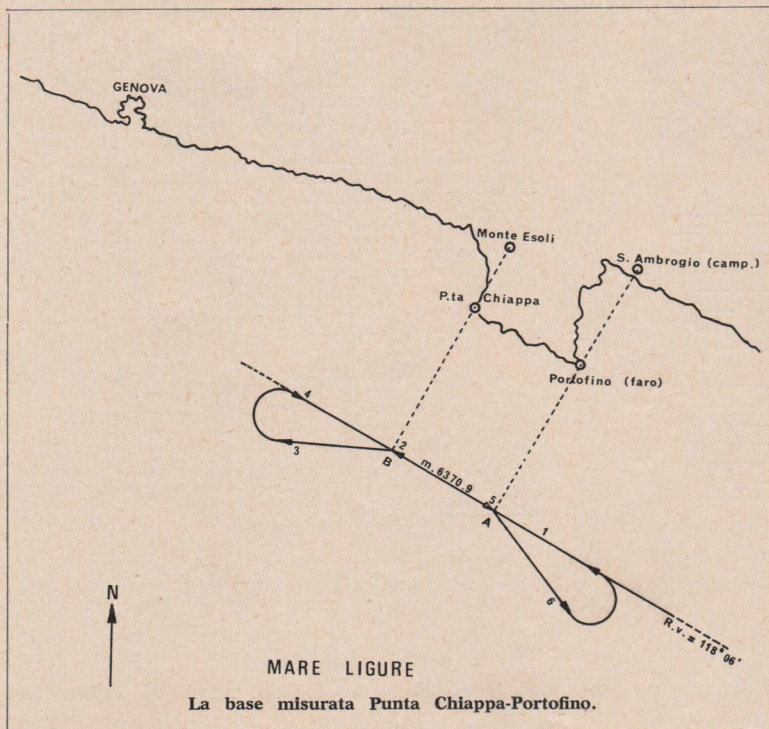 GENOVA
Monte Esoli
S. Ambrogio (camp.)
P.ta Chiappa
Portofino (faro)
4
3
2
B
m. 6370.9
5
A
1
6
R.v. = 118° 06'
N
MARE LIGURE
La base misurata Punta Chiappa-Portofino.